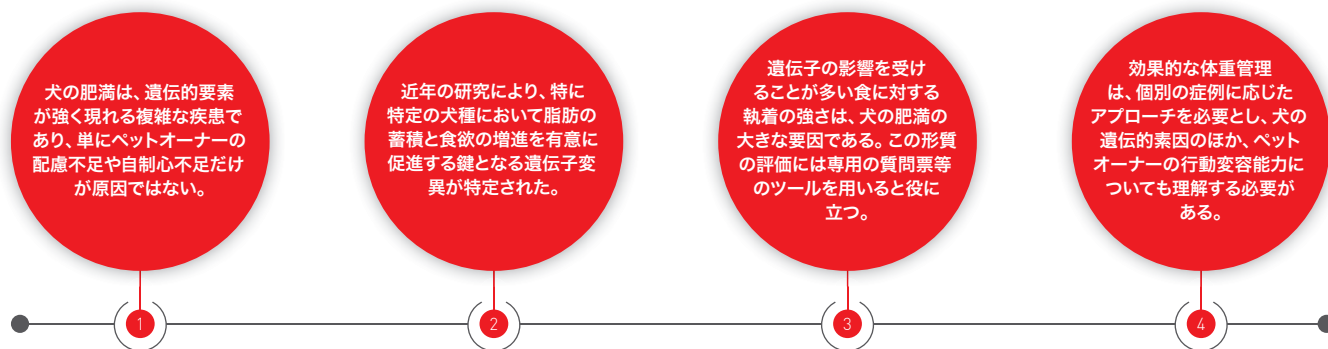 犬の肥満は、遺伝的要素
が強く現れる複雑な疾患で
あり、単にペットオーナーの
配慮不足や自制心不足だけ
が原因ではない。
近年の研究により、特に
特定の犬種において脂肪の
蓄積と食欲の増進を有意に
促進する鍵となる遺伝子変
異が特定された。
遺伝子の影響を受け
ることが多い食に対する
執着の強さは、犬の肥満の
大きな要因である。この形質
の評価には専用の質問票等
のツールを用いると役に
立つ。
効果的な体重管理
は、個別の症例に応じた
アプローチを必要とし、犬の
遺伝的素因のほか、ペット
オーナーの行動変容能力に
ついても理解する必要が
ある。
1
2
3
4